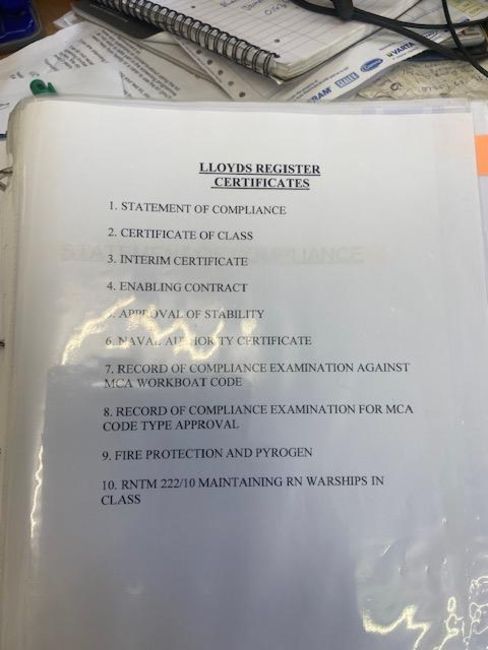 LLOYDS REGISTER
CERTIFICATES
1. STATEMENT OF COMPLIANCE
2. CERTIFICATE OF CLASS
3. INTERIM CERTIFICATE
4. ENABLING CONTRACT
5. APPROVAL OF STABILITY
6. NAVAL AUTHORITY CERTIFICATE
7. RECORD OF COMPLIANCE EXAMINATION AGAINST
MCA WORKBOAT CODE
8. RECORD OF COMPLIANCE EXAMINATION FOR MCA
CODE TYPE APPROVAL
9. FIRE PROTECTION AND PYROGEN
10. RNTM 222/10 MAINTAINING RN WARSHIPS IN
CLASS
VARTA